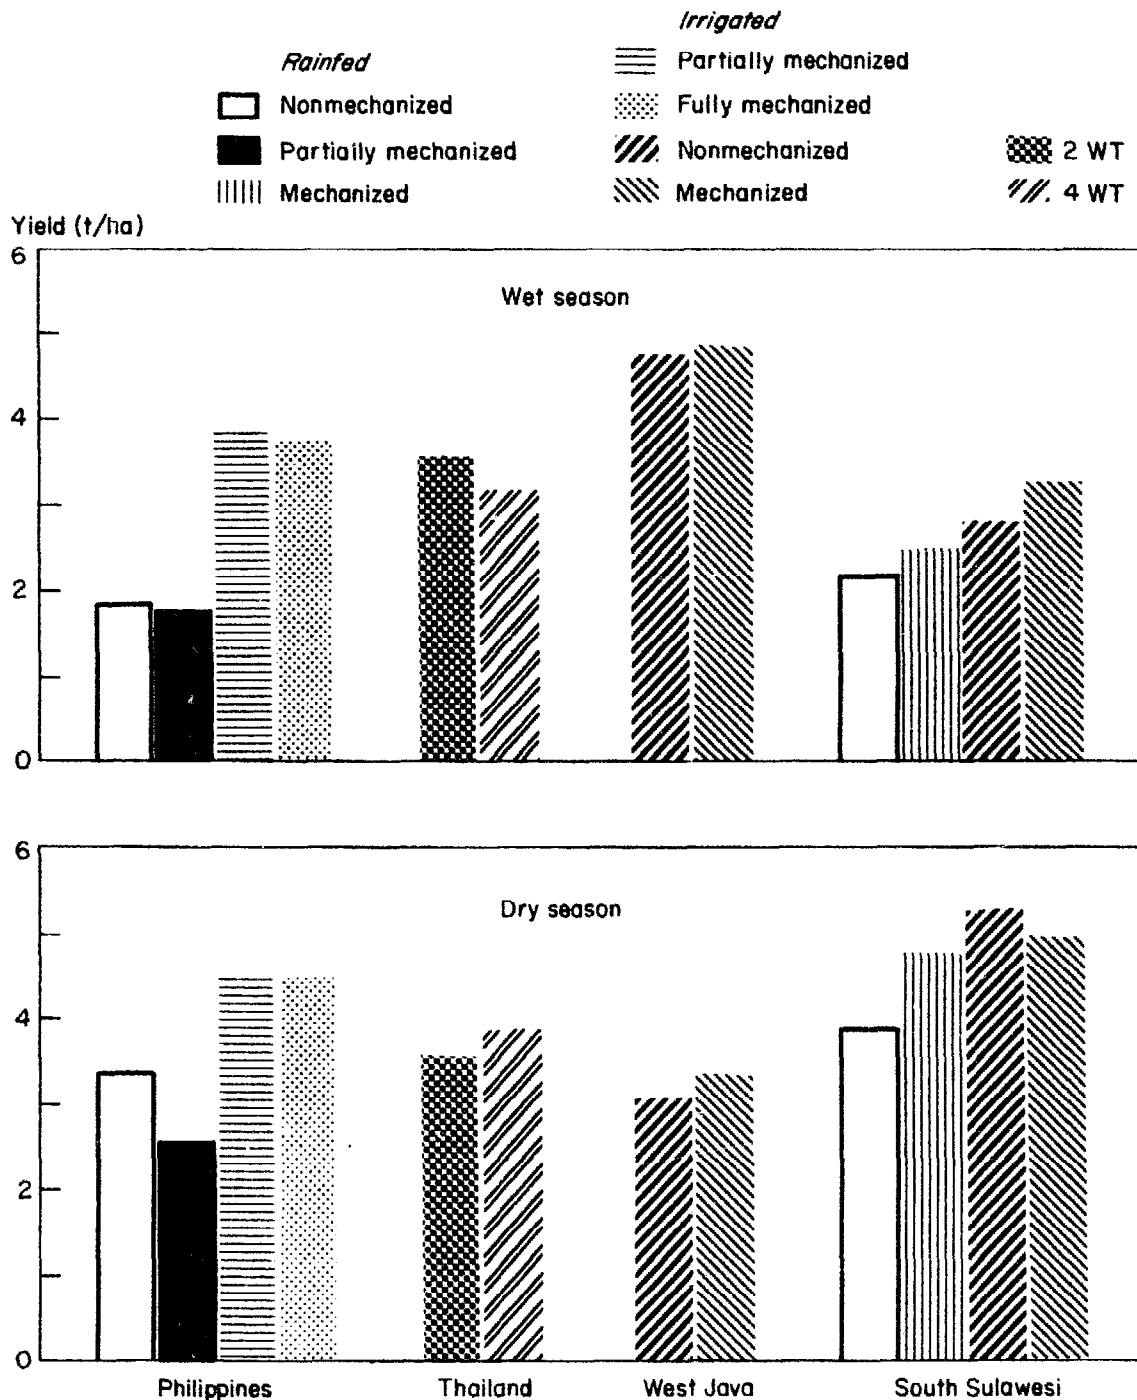 Rainfed
Nonmechanized
Partially mechanized
Mechanized
Irrigated
Partially mechanized
Fully mechanized
Nonmechanized
Mechanized
2 WT
4 WT
Yield (t/ha)
6
4
2
0
Wet season
6
4
2
0
Dry season
Philippines Thailand West Java South Sulawesi